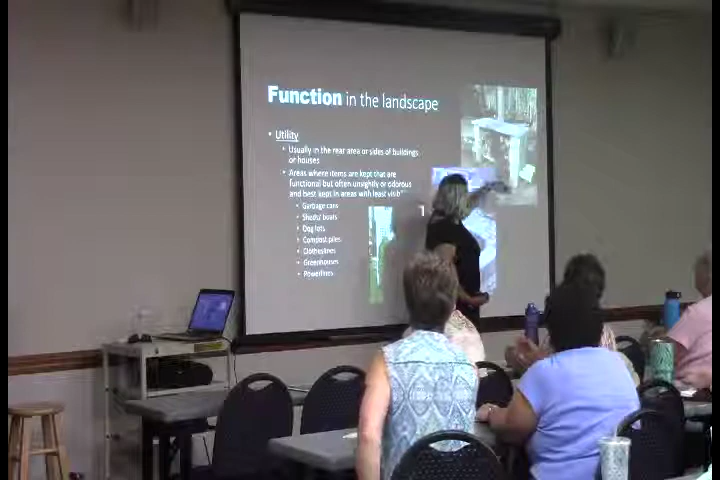 Function in the landscape
• Utility
• Usually in the rear area or sides of buildings
or houses
• Areas where items are kept that are
functional but often unsightly or odorous
and best kept in areas with least
• Garbage cans
• Sheds/ boats
• Dog lots
• Compost piles
• Clotheslines
• Greenhouses
• Powerlines